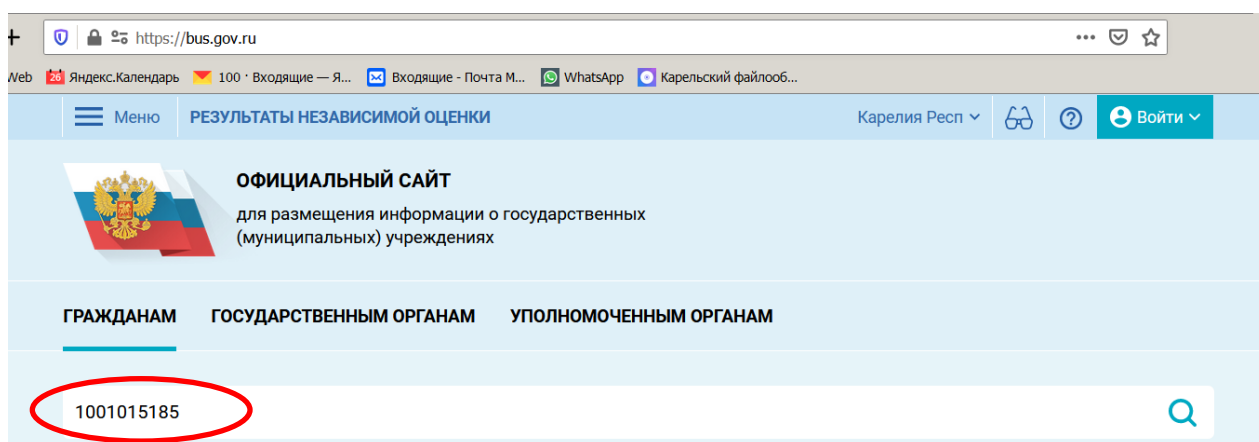 https://bus.gov.ru
Web 26 Яндекс.Календарь 100 · Входящие — Я... Входящие - Почта М... WhatsApp Карельский файлооб...
Меню РЕЗУЛЬТАТЫ НЕЗАВИСИМОЙ ОЦЕНКИ Карелия Респ Войти
ОФИЦИАЛЬНЫЙ САЙТ
для размещения информации о государственных
(муниципальных) учреждениях
ГРАЖДАНАМ ГОСУДАРСТВЕННЫМ ОРГАНАМ УПОЛНОМОЧЕННЫМ ОРГАНАМ
1001015185